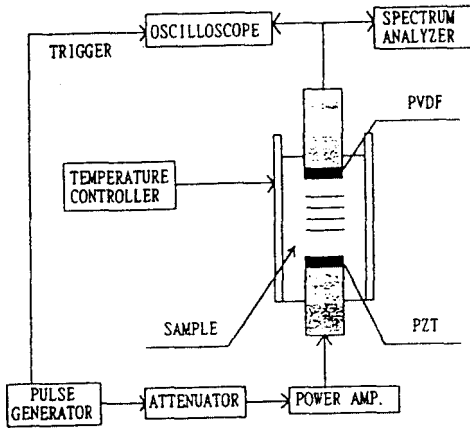 OSCILLOSCOPE
SPECTRUM
ANALYZER
TRIGGER
PVDF
TEMPERATURE
CONTROLLER
SAMPLE
PZT
PULSE
GENERATOR
ATTENUATOR
POWER AMP.